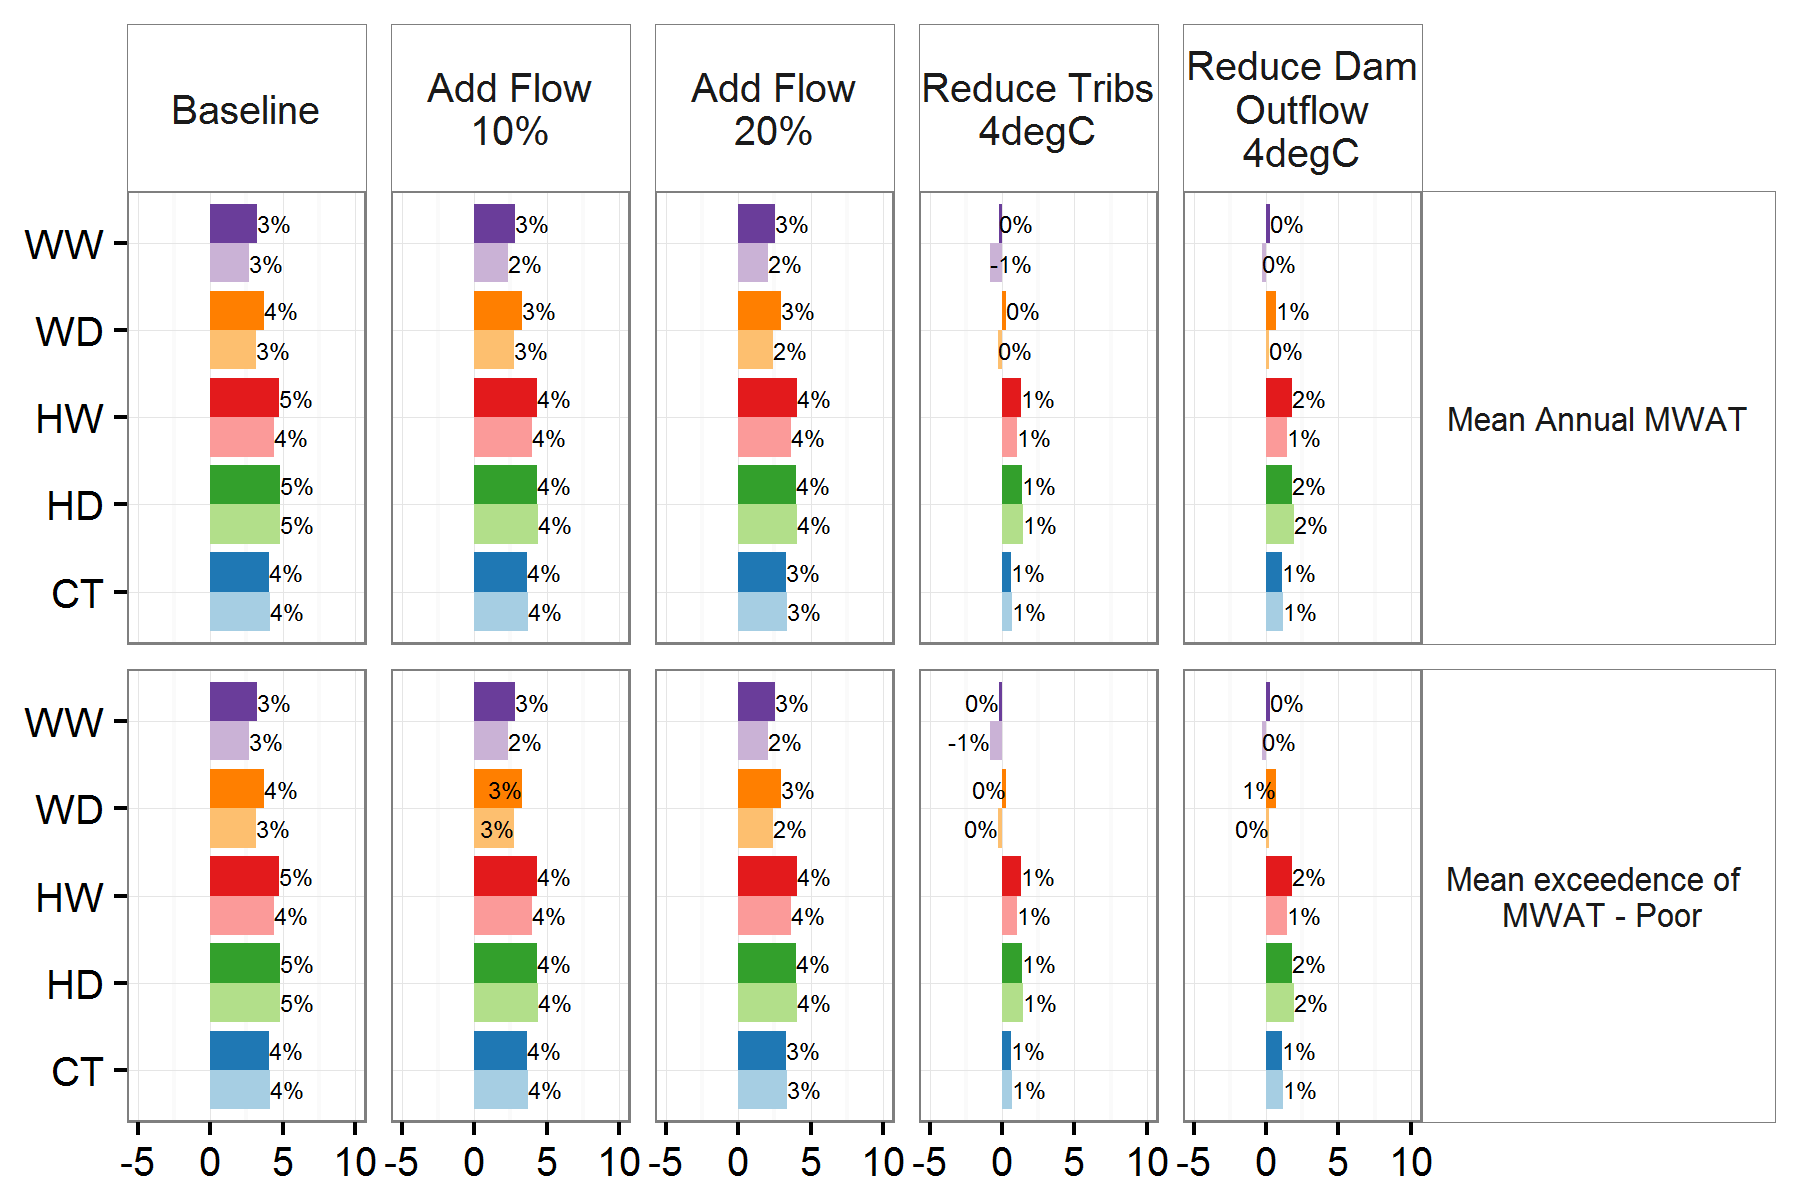 Baseline
Add Flow
10%
Add Flow
20%
Reduce Tribs
4degC
Reduce Dam
Outflow
4degC
WW
3% 3% 3% 0% 0%
3% 2% 2% -1% 0%
WD
4% 3% 3% 0% 1%
3% 3% 2% 0% 0%
HW
5% 4% 4% 1% 2%
4% 4% 4% 1% 1%
HD
5% 4% 4% 1% 2%
5% 4% 4% 1% 2%
CT
4% 4% 3% 1% 1%
4% 4% 3% 1% 1%
Mean Annual MWAT
WW
3% 3% 3% 0% 0%
3% 2% 2% -1% 0%
WD
4% 3% 3% 0% 1%
3% 3% 2% 0% 0%
HW
5% 4% 4% 1% 2%
4% 4% 4% 1% 1%
HD
5% 4% 4% 1% 2%
5% 4% 4% 1% 2%
CT
4% 4% 3% 1% 1%
4% 4% 3% 1% 1%
Mean exceedence of
MWAT - Poor
-5 0 5 10 -5 0 5 10 -5 0 5 10 -5 0 5 10 -5 0 5 10